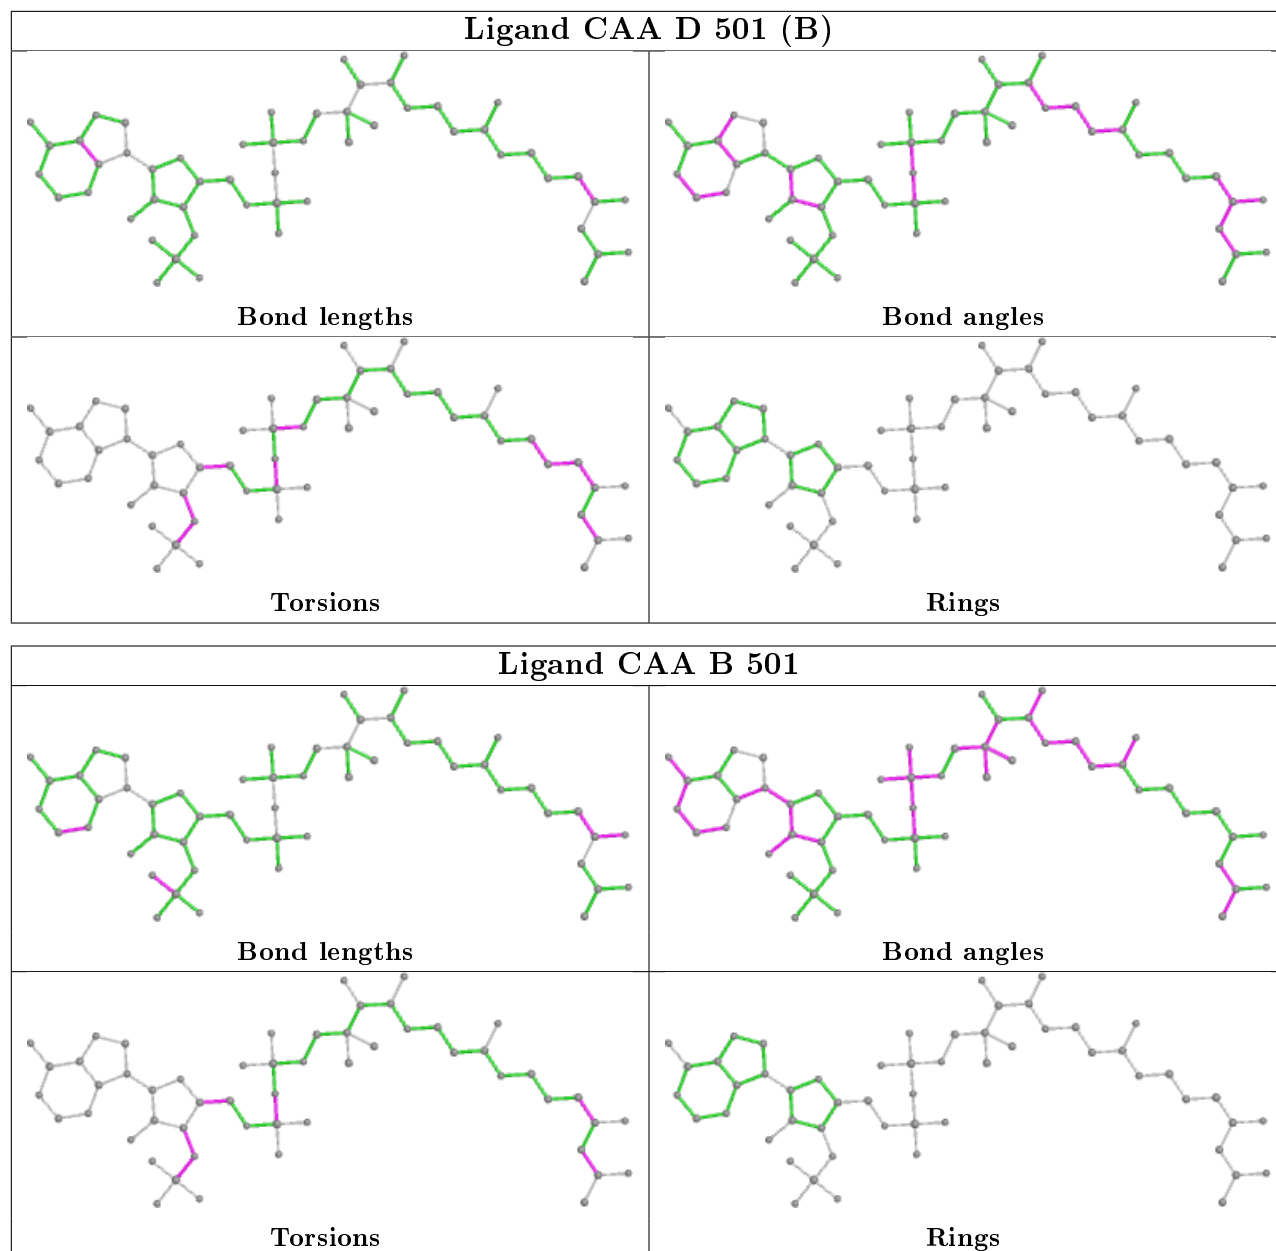 Ligand CAA D 501 (B)
Bond lengths
Bond angles
Torsions
Rings
Ligand CAA B 501
Bond lengths
Bond angles
Torsions
Rings